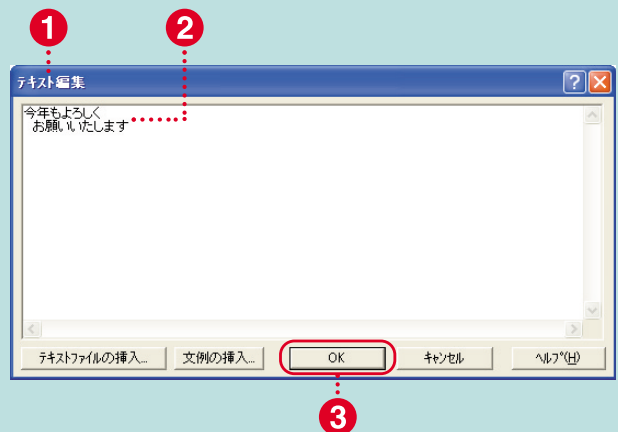 1 2
テキスト編集
今年もよろしく
お願いいたします
テキストファイルの挿入... 文例の挿入... OK キャンセル ヘルプ(H)
3